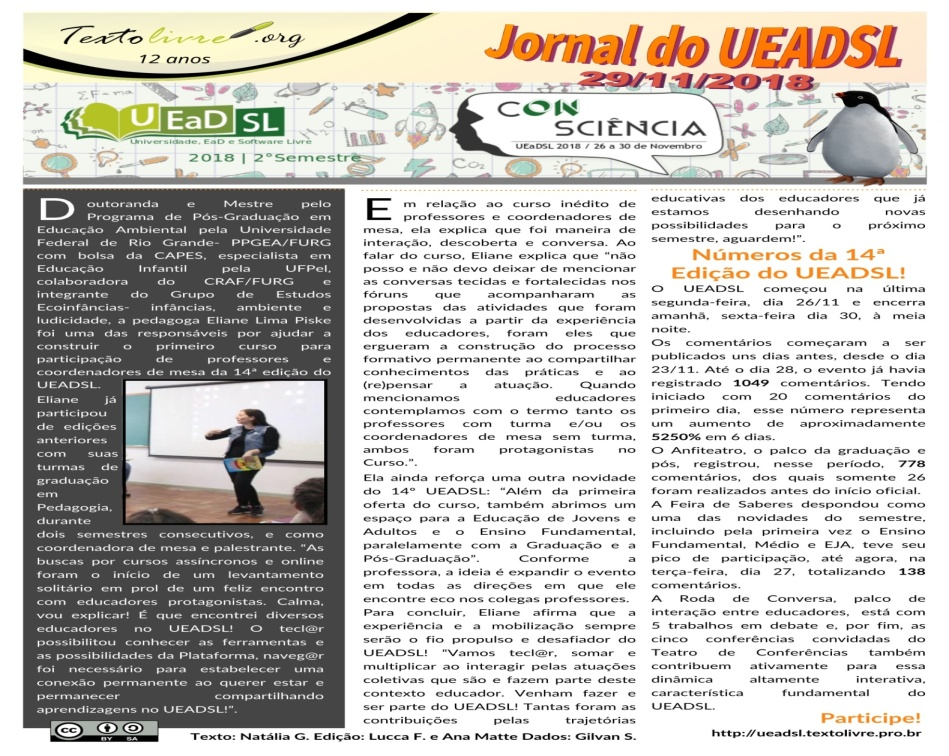 Textolivre.org
12 anos
Jornal do UEADSL
29/11/2018
UEaDSL
Universidade, EaD e Software Livre
2018 | 2°Semestre
CON
SCIÊNCIA
UEaDSL 2018 / 26 a 30 de Novembro
Doutoranda e Mestre pelo
Programa de Pós-Graduação em
Educação Ambiental pela Universidade
Federal de Rio Grande- PPGEA/FURG
com bolsa da CAPES, especialista em
Educação Infantil pela UFPel,
colaboradora do CRAF/FURG e
integrante do Grupo de Estudos
Ecoinfâncias- infâncias, ambiente e
ludicidade, a pedagoga Eliane Lima Piske
foi uma das responsáveis por ajudar a
construir o primeiro curso para
participação de professores e
coordenadores de mesa da 14ª edição do
UEADSL.
Eliane já
participou
de edições
anteriores
com suas
turmas de
graduação
em
Pedagogia,
durante
dois semestres consecutivos, e como
coordenadora de mesa e palestrante. “As
buscas por cursos assíncronos e online
foram o início de um levantamento
solitário em prol de um feliz encontro
com educadores protagonistas. Calma,
vou explicar! É que encontrei diversos
educadores no UEADSL! O tecl@r
possibilitou conhecer as ferramentas e
as possibilidades da Plataforma, naveg@r
foi necessário para estabelecer uma
conexão permanente ao querer estar e
permanecer compartilhando
aprendizagens no UEADSL!”.
Em relação ao curso inédito de
professores e coordenadores de
mesa, ela explica que foi maneira de
interação, descoberta e conversa. Ao
falar do curso, Eliane explica que “não
posso e não devo deixar de mencionar
as conversas tecidas e fortalecidas nos
fóruns que acompanharam as
propostas das atividades que foram
desenvolvidas a partir da experiência
dos educadores, foram eles que
ergueram a construção do processo
formativo permanente ao compartilhar
conhecimentos das práticas e ao
(re)pensar a atuação. Quando
mencionamos educadores
contemplamos com o termo tanto os
professores com turma e/ou os
coordenadores de mesa sem turma,
ambos foram protagonistas no
Curso.”.
Ela ainda reforça uma outra novidade
do 14º UEADSL: “Além da primeira
oferta do curso, também abrimos um
espaço para a Educação de Jovens e
Adultos e o Ensino Fundamental,
paralelamente com a Graduação e a
Pós-Graduação”. Conforme a
professora, a ideia é expandir o evento
em todas as direções em que ele
encontre eco nos colegas professores.
Para concluir, Eliane afirma que a
experiência e a mobilização sempre
serão o fio propulso e desafiador do
UEADSL! “Vamos tecl@r, somar e
multiplicar ao interagir pelas atuações
coletivas que são e fazem parte deste
contexto educador. Venham fazer e
ser parte do UEADSL! Tantas foram as
contribuições pelas trajetórias
educativas dos educadores que já
estamos desenhando novas
possibilidades para o próximo
semestre, aguardem!”.
Números da 14ª
Edição do UEADSL!
O UEADSL começou na última
segunda-feira, dia 26/11 e encerra
amanhã, sexta-feira dia 30, à meia
noite.
Os comentários começaram a ser
publicados uns dias antes, desde o dia
23/11. Até o dia 28, o evento já havia
registrado 1049 comentários. Tendo
iniciado com 20 comentários do
primeiro dia, esse número representa
um aumento de aproximadamente
5250% em 6 dias.
O Anfiteatro, o palco da graduação e
pós, registrou, nesse período, 778
comentários, dos quais somente 26
foram realizados antes do início oficial.
A Feira de Saberes despondou como
uma das novidades do semestre,
incluindo pela primeira vez o Ensino
Fundamental, Médio e EJA, teve seu
pico de participação, até agora, na
terça-feira, dia 27, totalizando 138
comentários.
A Roda de Conversa, palco de
interação entre educadores, está com
5 trabalhos em debate e, por fim, as
cinco conferências convidadas do
Teatro de Conferências também
contribuem ativamente para essa
dinâmica altamente interativa,
característica fundamental do
UEADSL.
Participe!
http://ueadsl.textolivre.pro.br
cc BY SA
Texto: Natália G. Edição: Lucca F. e Ana Matte Dados: Gilvan S.